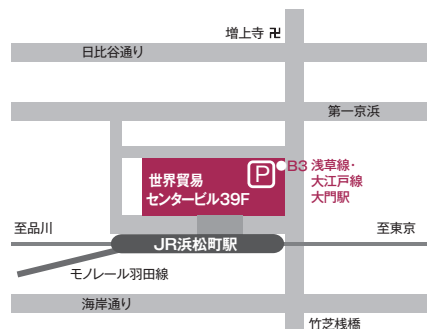 増上寺 卍
日比谷通り
第一京浜
世界貿易
センタービル39F
P
B3 浅草線・
大江戸線
大門駅
至品川
至東京
JR浜松町駅
モノレール羽田線
海岸通り
竹芝桟橋